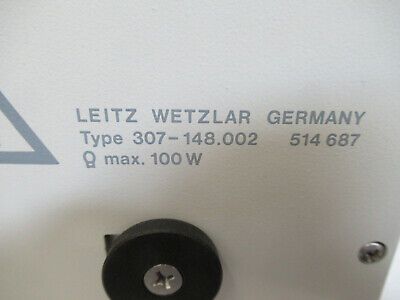 LEITZ WETZLAR GERMANY
Type 307-148.002 514 687
max. 100 W